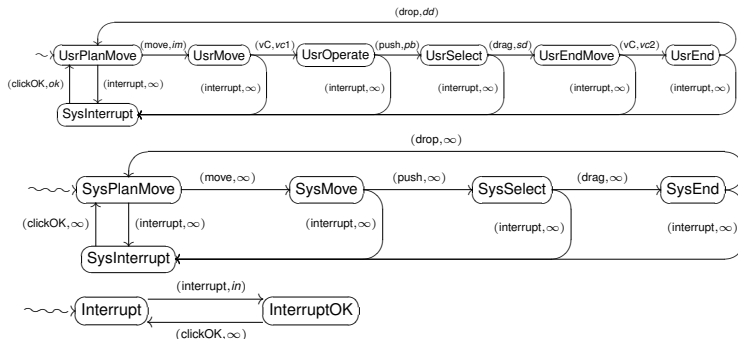 (drop,dd)
UsrPlanMove (move,im) UsrMove (vC,vc1) UsrOperate (push,pb) UsrSelect (drag,sd) UsrEndMove (vC,vc2) UsrEnd
(clickOK,ok) (interrupt,∞) (interrupt,∞) (interrupt,∞) (interrupt,∞) (interrupt,∞) (interrupt,∞)
SysInterrupt
(drop,∞)
SysPlanMove (move,∞) SysMove (push,∞) SysSelect (drag,∞) SysEnd
(clickOK,∞) (interrupt,∞) (interrupt,∞) (interrupt,∞) (interrupt,∞)
SysInterrupt
(interrupt,in)
Interrupt InterruptOK
(clickOK,∞)